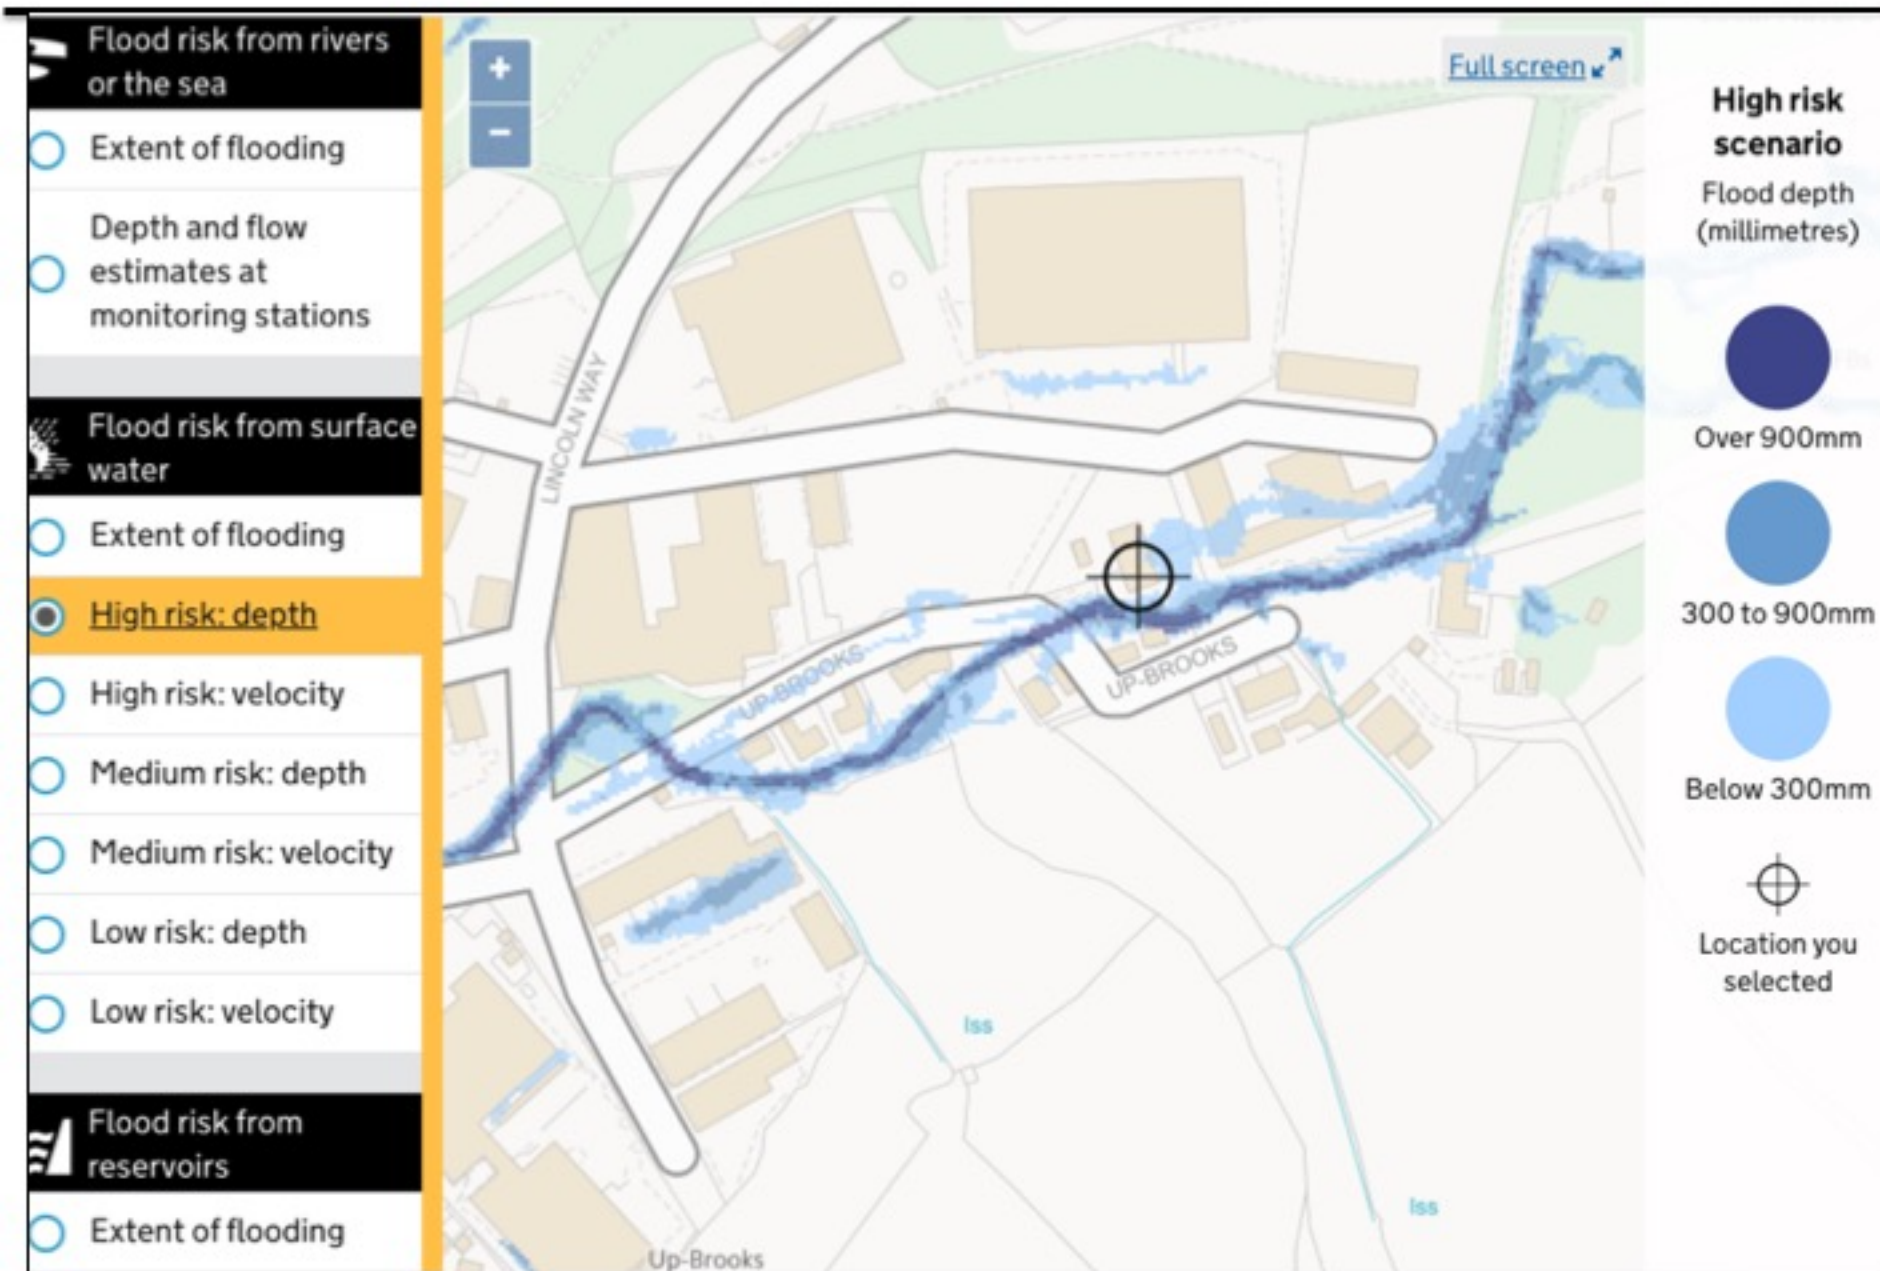 Flood risk from rivers
or the sea
Extent of flooding
Depth and flow
estimates at
monitoring stations
Flood risk from surface
water
Extent of flooding
High risk: depth
High risk: velocity
Medium risk: depth
Medium risk: velocity
Low risk: depth
Low risk: velocity
Flood risk from
reservoirs
Extent of flooding
+
−
Full screen
LINCOLN WAY
UP-BROOKS
UP-BROOKS
Iss
Iss
Up-Brooks
High risk
scenario
Flood depth
(millimetres)
Over 900mm
300 to 900mm
Below 300mm
Location you
selected